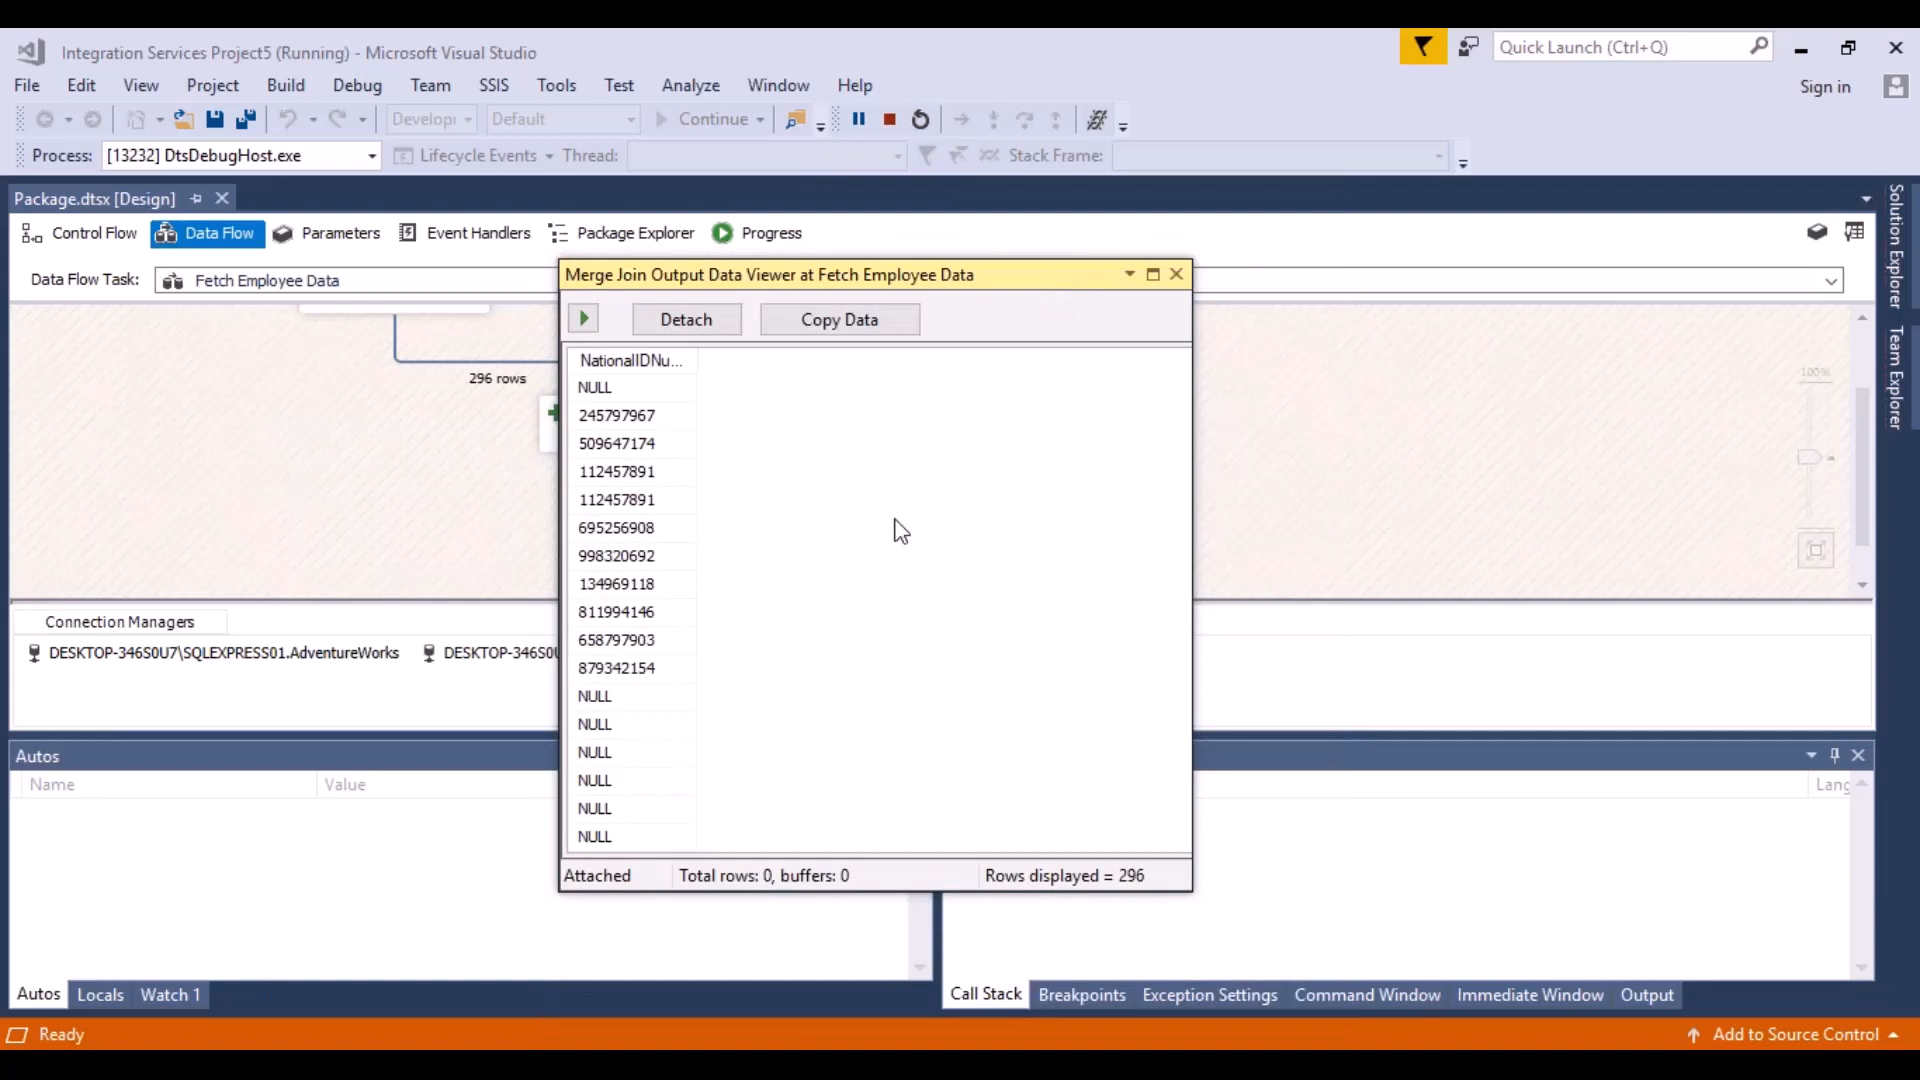 Integration Services Project5 (Running) - Microsoft Visual Studio
Quick Launch (Ctrl+Q)
File Edit View Project Build Debug Team SSIS Tools Test Analyze Window Help
Sign in
Developi Default Continue
Process: [13232] DtsDebugHost.exe Lifecycle Events Thread: Stack Frame:
Package.dtsx [Design]
Control Flow Data Flow Parameters Event Handlers Package Explorer Progress
Data Flow Task: Fetch Employee Data
Merge Join Output Data Viewer at Fetch Employee Data
Detach Copy Data
NationalIDNu...
NULL
245797967
509647174
112457891
112457891
695256908
998320692
134969118
811994146
658797903
879342154
NULL
NULL
NULL
NULL
NULL
NULL
Attached Total rows: 0, buffers: 0 Rows displayed = 296
296 rows
100%
Solution Explorer
Team Explorer
Connection Managers
DESKTOP-346S0U7\SQLEXPRESS01.AdventureWorks DESKTOP-346S0U
Autos
Name Value
Lang
Autos Locals Watch 1
Call Stack Breakpoints Exception Settings Command Window Immediate Window Output
Ready
Add to Source Control